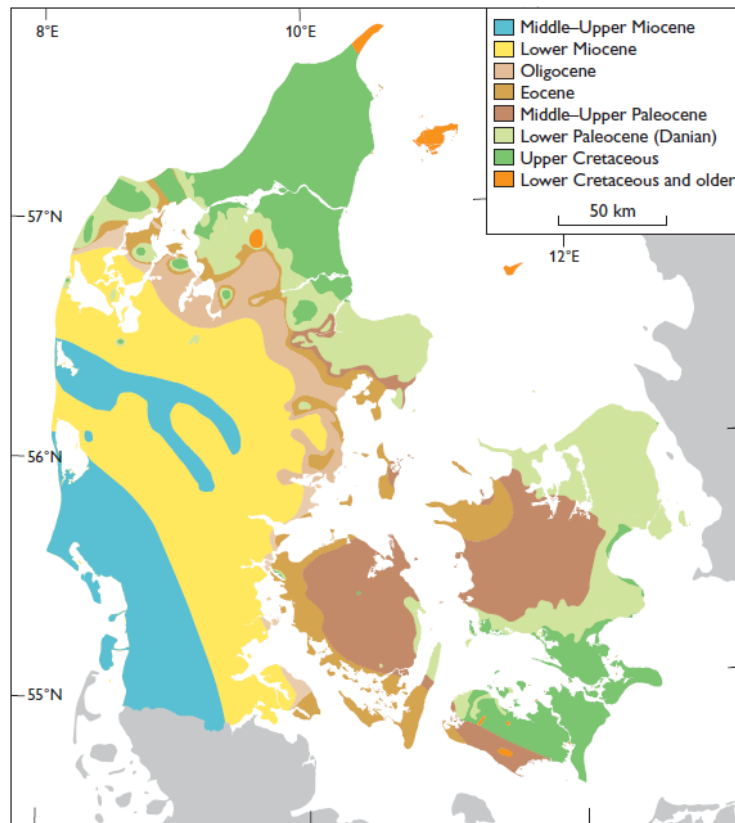 8°E
10°E
Middle–Upper Miocene
Lower Miocene
Oligocene
Eocene
Middle–Upper Paleocene
Lower Paleocene (Danian)
Upper Cretaceous
Lower Cretaceous and older
50 km
57°N
12°E
56°N
55°N